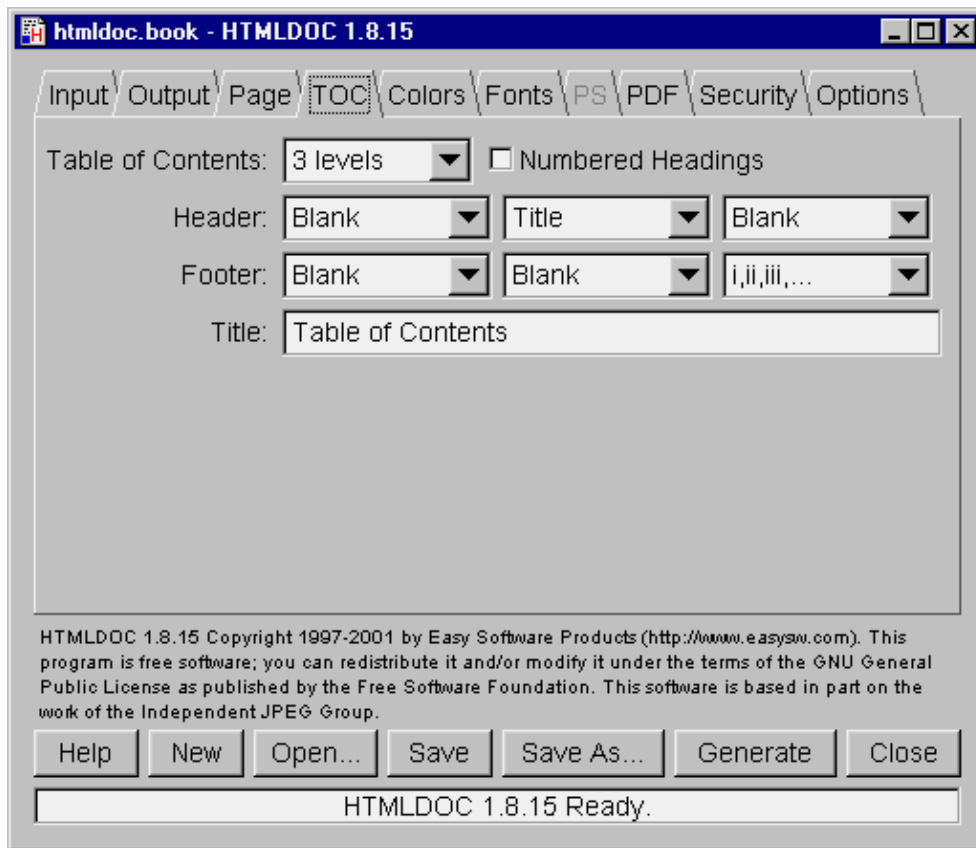 htmldoc.book - HTMLDOC 1.8.15
Input Output Page TOC Colors Fonts PS PDF Security Options
Table of Contents: 3 levels Numbered Headings
Header: Blank Title Blank
Footer: Blank Blank i,ii,iii,...
Title: Table of Contents
HTMLDOC 1.8.15 Copyright 1997-2001 by Easy Software Products (http://www.easysw.com). This
program is free software; you can redistribute it and/or modify it under the terms of the GNU General
Public License as published by the Free Software Foundation. This software is based in part on the
work of the Independent JPEG Group.
Help New Open... Save Save As... Generate Close
HTMLDOC 1.8.15 Ready.